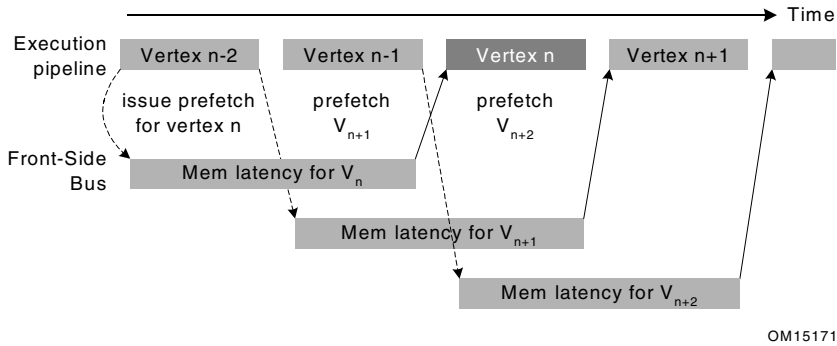 Time
Execution pipeline
Vertex n-2
Vertex n-1
Vertex n
Vertex n+1
issue prefetch
for vertex n
prefetch
Vn+1
prefetch
Vn+2
Front-Side
Bus
Mem latency for Vn
Mem latency for Vn+1
Mem latency for Vn+2
OM15171